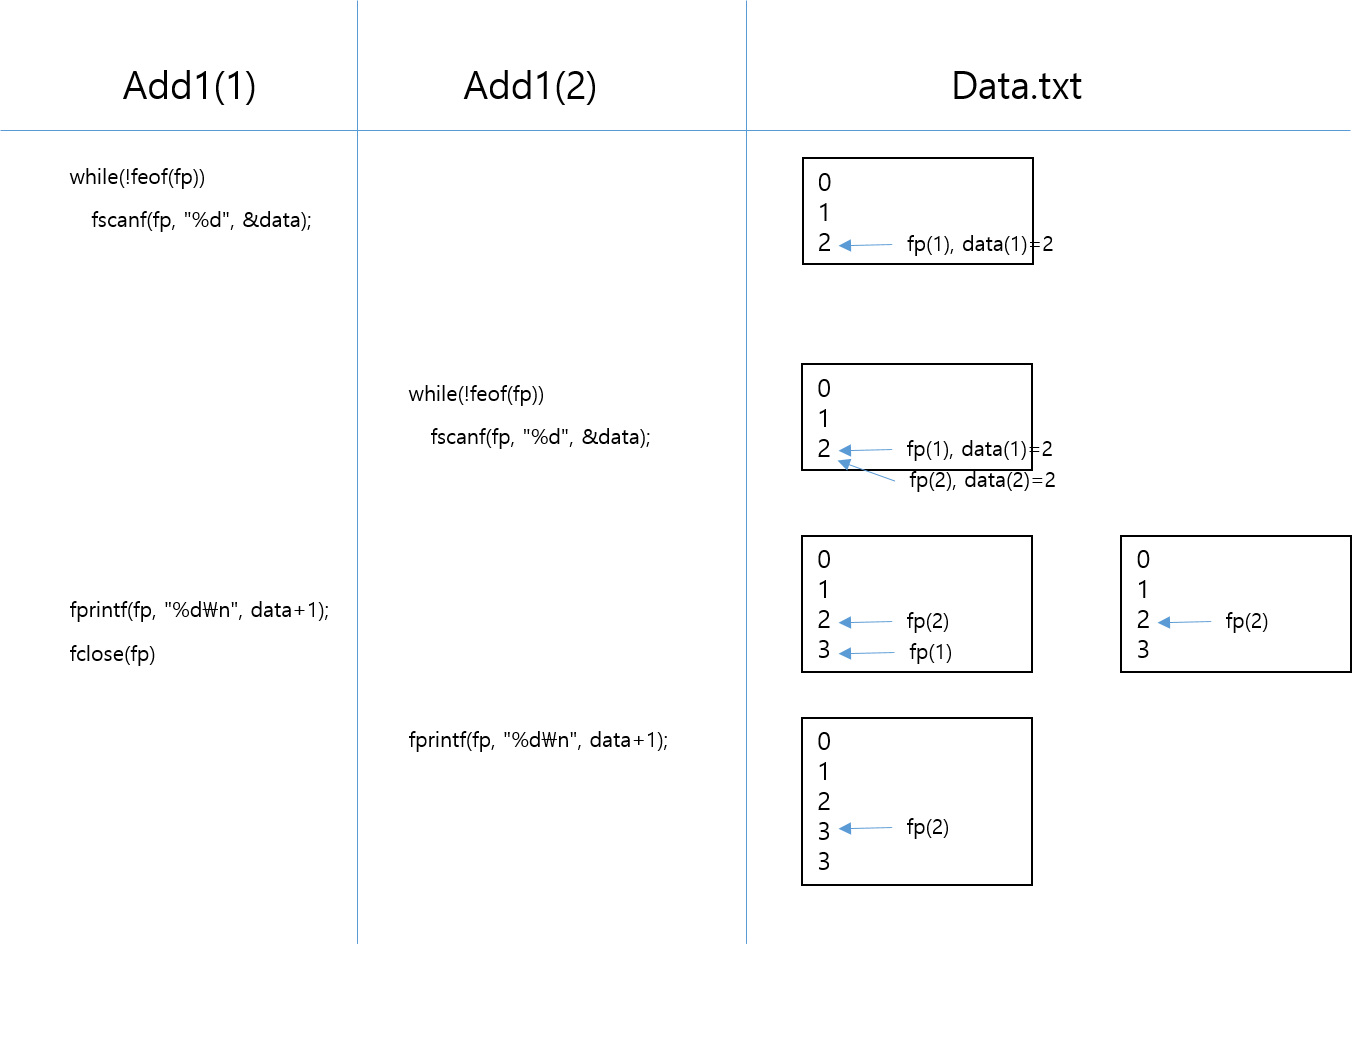 Add1(1)
Add1(2)
Data.txt
while(!feof(fp))
fscanf(fp, "%d", &data);
0
1
2
fp(1), data(1)=2
while(!feof(fp))
fscanf(fp, "%d", &data);
0
1
2
fp(1), data(1)=2
fp(2), data(2)=2
fprintf(fp, "%d₩n", data+1);
fclose(fp)
0
1
2
fp(2)
3
fp(1)
0
1
2
fp(2)
3
fprintf(fp, "%d₩n", data+1);
0
1
2
3
fp(2)
3